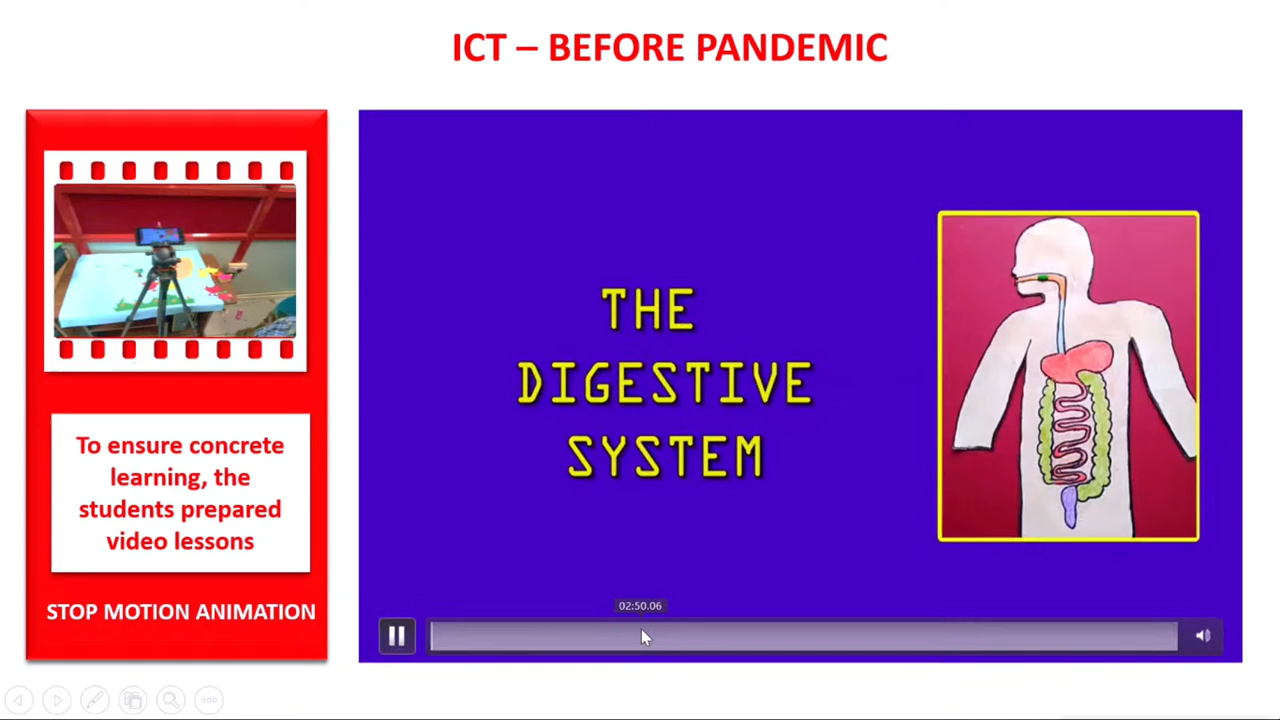 ICT – BEFORE PANDEMIC
To ensure concrete
learning, the
students prepared
video lessons
STOP MOTION ANIMATION
THE
DIGESTIVE
SYSTEM
02:50.06